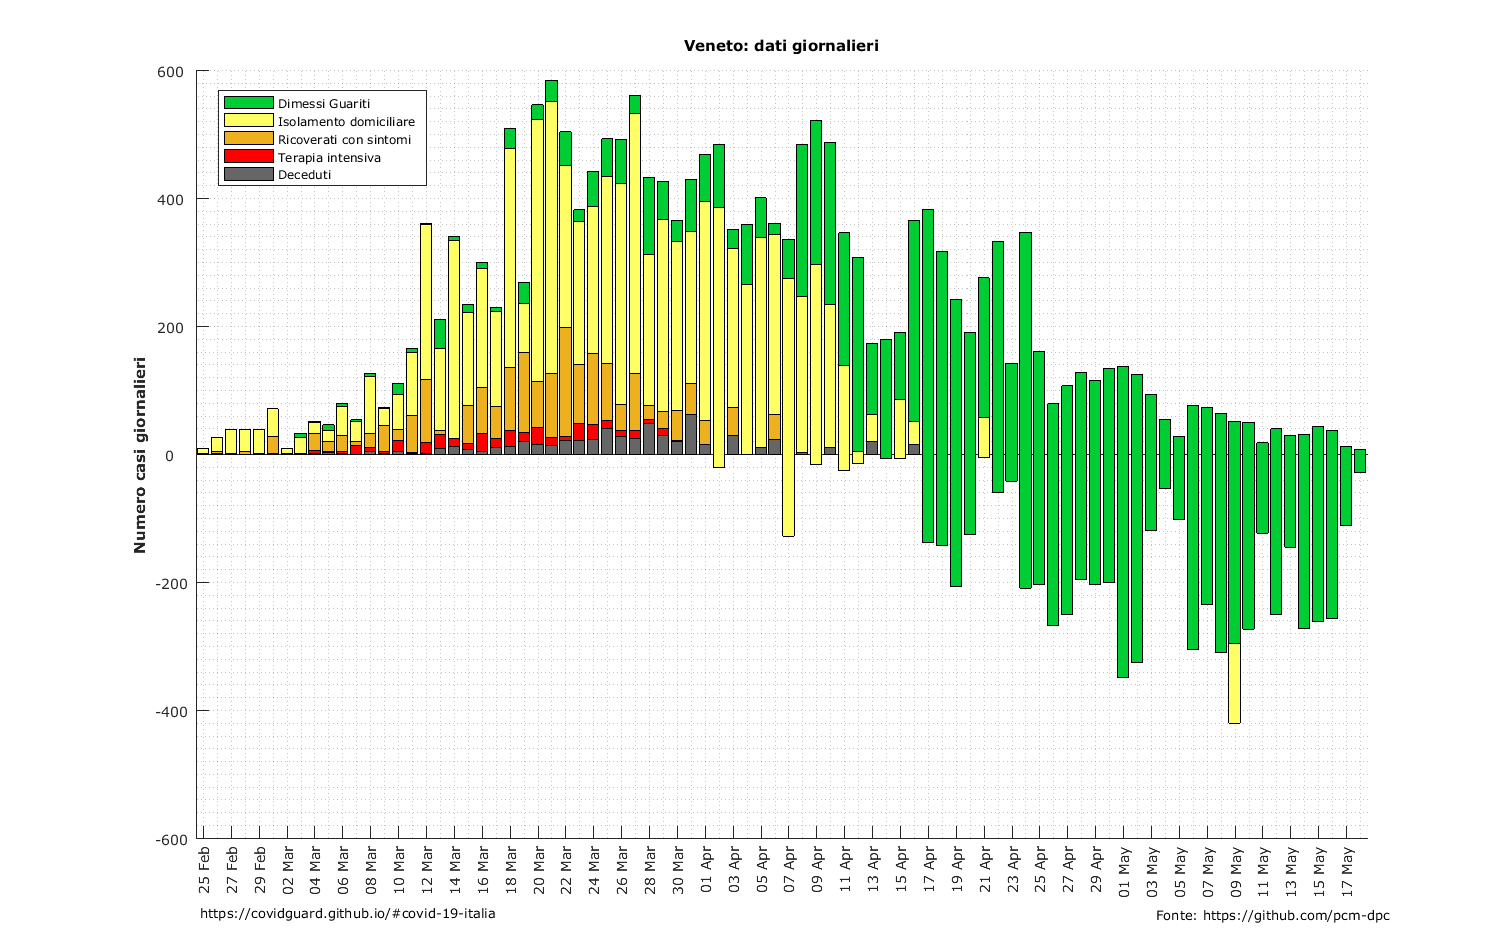 Veneto: dati giornalieri
600
400
200
0
-200
-400
-600
Numero casi giornalieri
Dimessi Guariti
Isolamento domiciliare
Ricoverati con sintomi
Terapia intensiva
Deceduti
25 Feb
27 Feb
29 Feb
02 Mar
04 Mar
06 Mar
08 Mar
10 Mar
12 Mar
14 Mar
16 Mar
18 Mar
20 Mar
22 Mar
24 Mar
26 Mar
28 Mar
30 Mar
01 Apr
03 Apr
05 Apr
07 Apr
09 Apr
11 Apr
13 Apr
15 Apr
17 Apr
19 Apr
21 Apr
23 Apr
25 Apr
27 Apr
29 Apr
01 May
03 May
05 May
07 May
09 May
11 May
13 May
15 May
17 May
https://covidguard.github.io/#covid-19-italia
Fonte: https://github.com/pcm-dpc